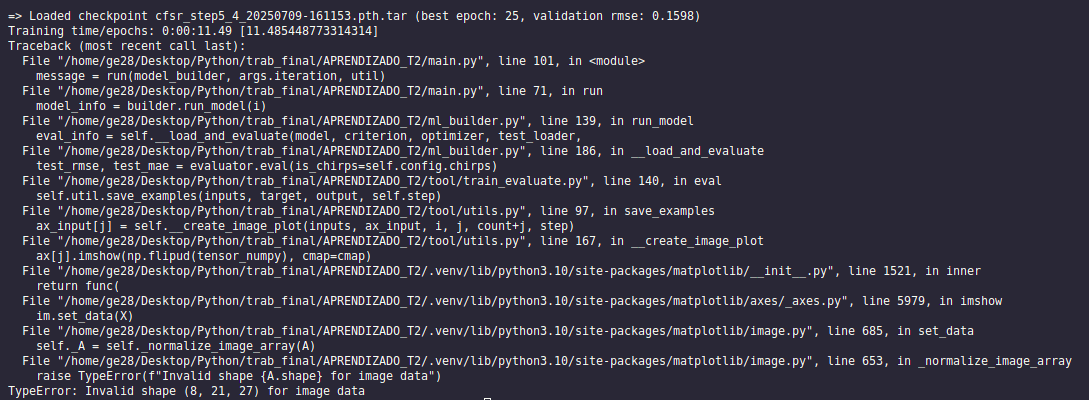 => Loaded checkpoint cfsr_step5_4_20250709-161153.pth.tar (best epoch: 25, validation rmse: 0.1598)
Training time/epochs: 0:00:11.49 [11.485448773314314]
Traceback (most recent call last):
  File "/home/ge28/Desktop/Python/trab_final/APRENDIZADO_T2/main.py", line 101, in <module>
    message = run(model_builder, args.iteration, util)
  File "/home/ge28/Desktop/Python/trab_final/APRENDIZADO_T2/main.py", line 71, in run
    model_info = builder.run_model(i)
  File "/home/ge28/Desktop/Python/trab_final/APRENDIZADO_T2/ml_builder.py", line 139, in run_model
    eval_info = self.__load_and_evaluate(model, criterion, optimizer, test_loader,
  File "/home/ge28/Desktop/Python/trab_final/APRENDIZADO_T2/ml_builder.py", line 186, in __load_and_evaluate
    test_rmse, test_mae = evaluator.eval(is_chirps=self.config.chirps)
  File "/home/ge28/Desktop/Python/trab_final/APRENDIZADO_T2/tool/train_evaluate.py", line 140, in eval
    self.util.save_examples(inputs, target, output, self.step)
  File "/home/ge28/Desktop/Python/trab_final/APRENDIZADO_T2/tool/utils.py", line 97, in save_examples
    ax_input[j] = self.__create_image_plot(inputs, ax_input, i, j, count+j, step)
  File "/home/ge28/Desktop/Python/trab_final/APRENDIZADO_T2/tool/utils.py", line 167, in __create_image_plot
    ax[j].imshow(np.flipud(tensor_numpy), cmap=cmap)
  File "/home/ge28/Desktop/Python/trab_final/APRENDIZADO_T2/.venv/lib/python3.10/site-packages/matplotlib/__init__.py", line 1521, in inner
    return func(
  File "/home/ge28/Desktop/Python/trab_final/APRENDIZADO_T2/.venv/lib/python3.10/site-packages/matplotlib/axes/_axes.py", line 5979, in imshow
    im.set_data(X)
  File "/home/ge28/Desktop/Python/trab_final/APRENDIZADO_T2/.venv/lib/python3.10/site-packages/matplotlib/image.py", line 685, in set_data
    self._A = self._normalize_image_array(A)
  File "/home/ge28/Desktop/Python/trab_final/APRENDIZADO_T2/.venv/lib/python3.10/site-packages/matplotlib/image.py", line 653, in _normalize_image_array
    raise TypeError(f"Invalid shape {A.shape} for image data")
TypeError: Invalid shape (8, 21, 27) for image data